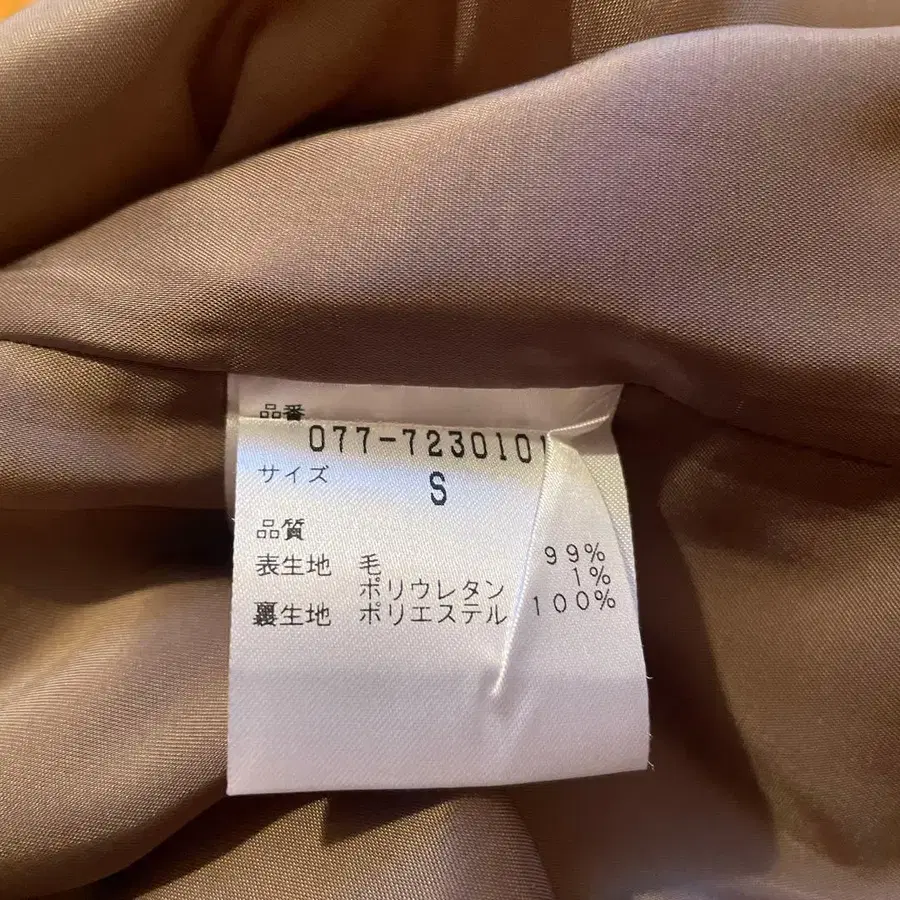 品番
077-7230101
サイズ S
品質
表生地 毛 99%
ポリウレタン 1%
裏生地 ポリエステル 100%